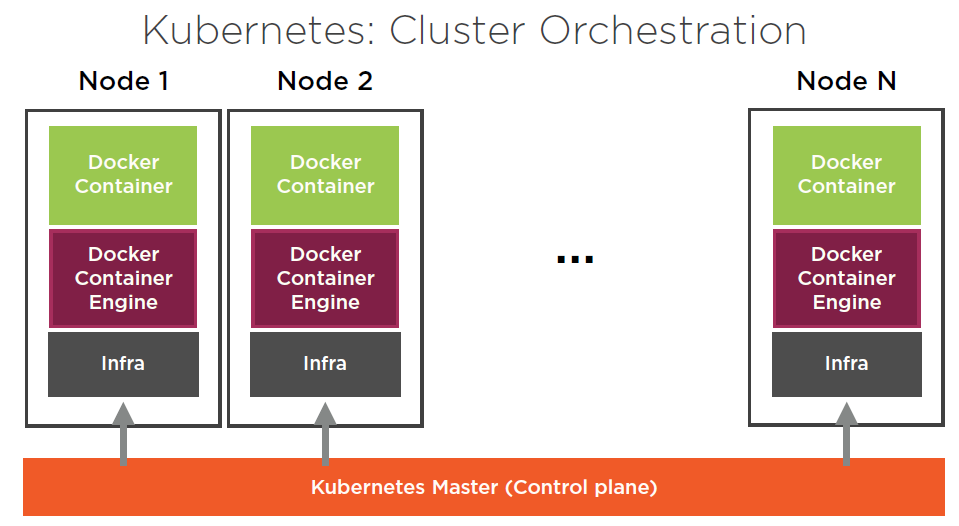 Kubernetes: Cluster Orchestration
Node 1
Docker
Container
Docker
Container
Engine
Infra
Node 2
Docker
Container
Docker
Container
Engine
Infra
...
Node N
Docker
Container
Docker
Container
Engine
Infra
Kubernetes Master (Control plane)